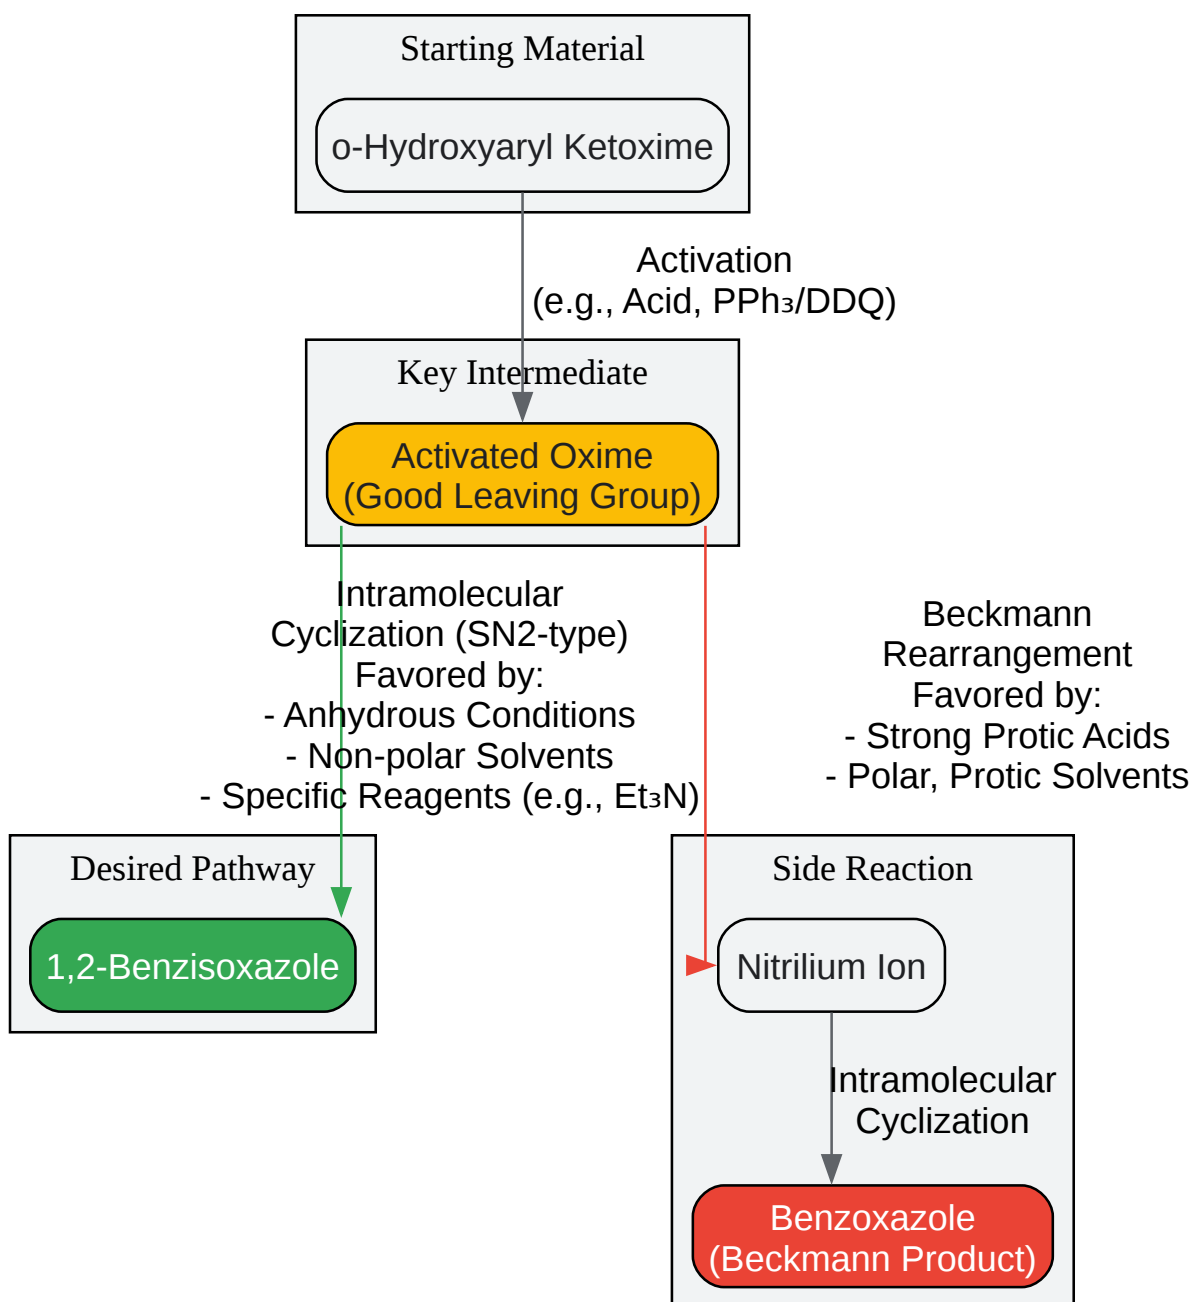 Starting Material
o-Hydroxyaryl Ketoxime
Activation
(e.g., Acid, PPh₃/DDQ)
Key Intermediate
Activated Oxime
(Good Leaving Group)
Intramolecular
Cyclization (SN2-type)
Favored by:
- Anhydrous Conditions
- Non-polar Solvents
- Specific Reagents (e.g., Et₃N)
Beckmann
Rearrangement
Favored by:
- Strong Protic Acids
- Polar, Protic Solvents
Desired Pathway
1,2-Benzisoxazole
Side Reaction
Nitrilium Ion
Intramolecular
Cyclization
Benzoxazole
(Beckmann Product)